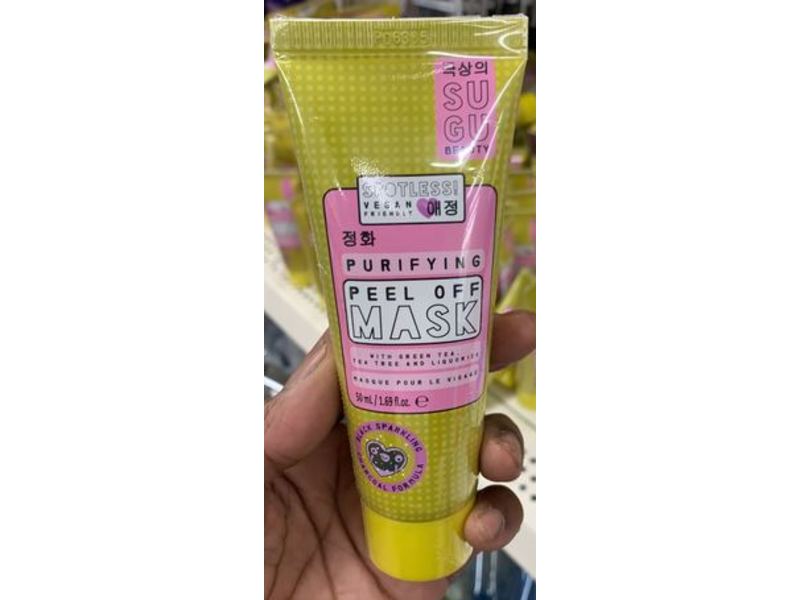 극상의
SU
GU
BEAUTY
SPOTLESS!
VEGAN
FRIENDLY
애정
정화
PURIFYING
PEEL OFF
MASK
WITH GREEN TEA,
TEA TREE AND LIQUORICE
MASQUE POUR LE VISAGE
50 mL / 1.69 fl.oz. ℮
BLACK SPARKLING
CHARCOAL FORMULA